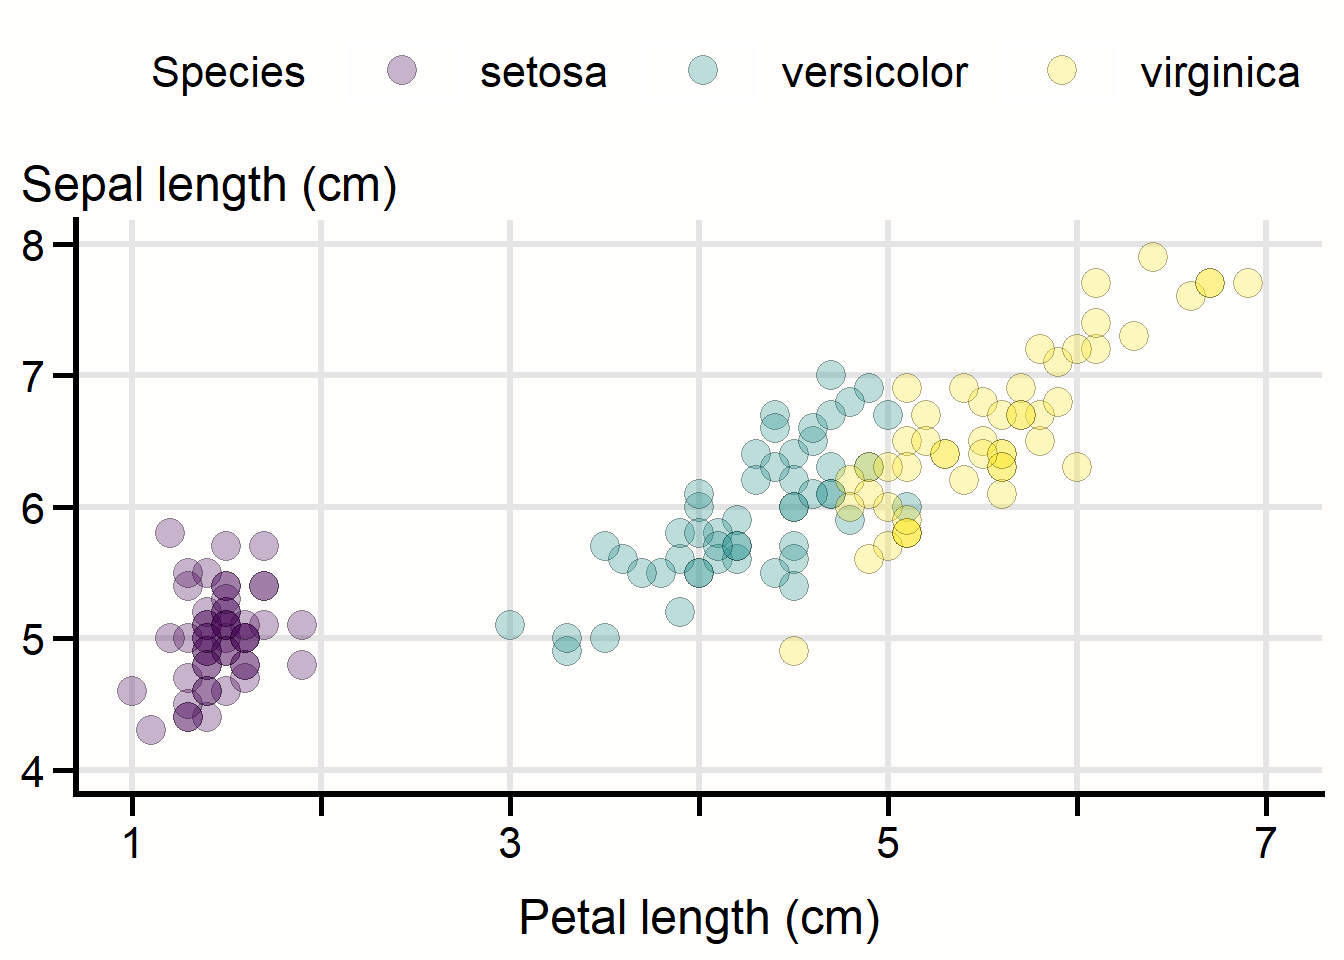 Species setosa versicolor virginica
Sepal length (cm)
8
7
6
5
4
1 3 5 7
Petal length (cm)